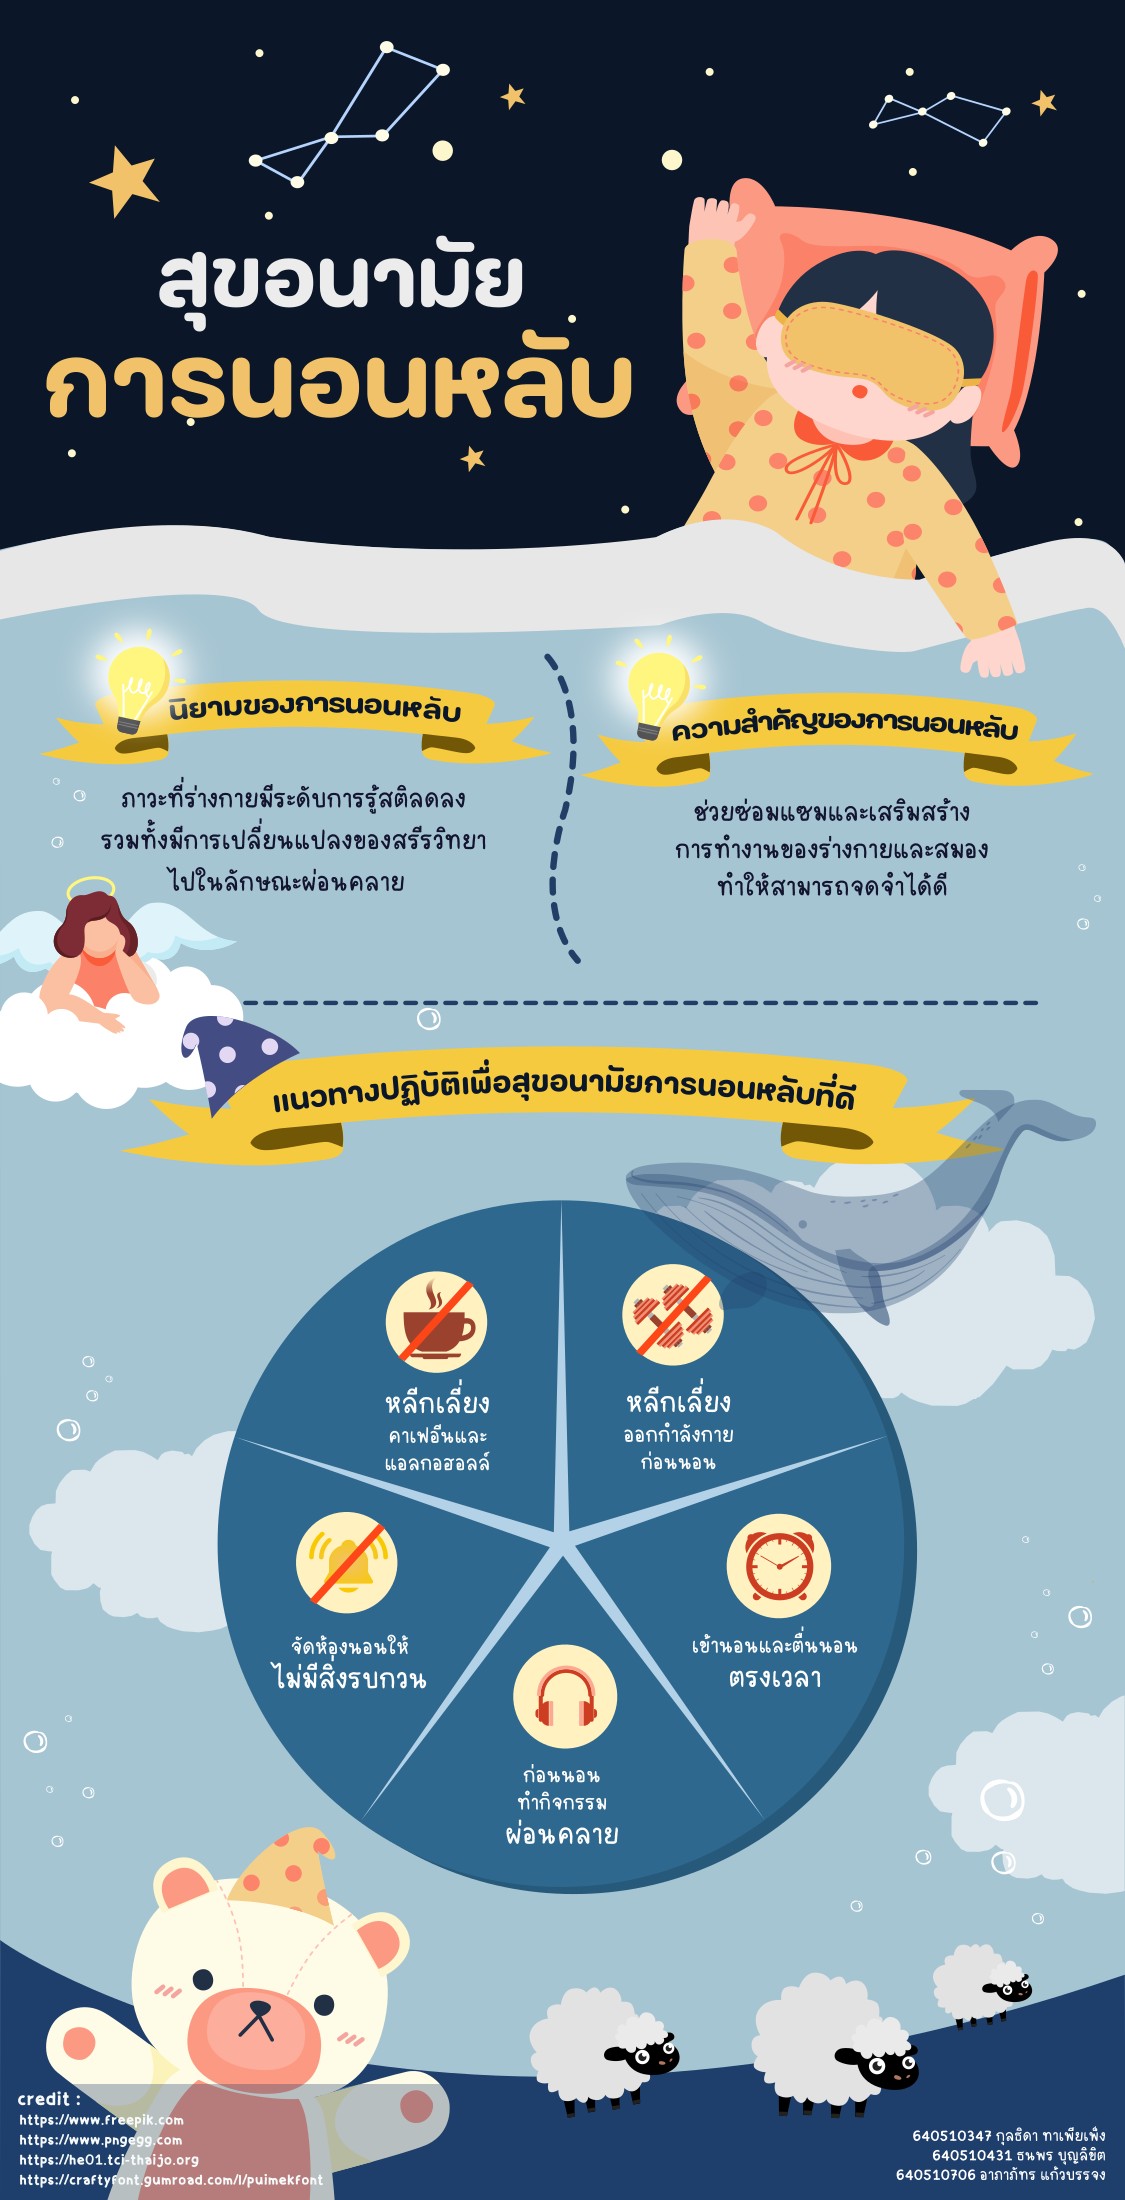 สุขอนามัย
การนอนหลับ
นิยามของการนอนหลับ
ภาวะที่ร่างกายมีระดับการรู้สติลดลง
รวมทั้งมีการเปลี่ยนแปลงของสรีรวิทยา
ไปในลักษณะผ่อนคลาย
ความสำคัญของการนอนหลับ
ช่วยซ่อมแซมและเสริมสร้าง
การทำงานของร่างกายและสมอง
ทำให้สามารถจดจำได้ดี
แนวทางปฏิบัติเพื่อสุขอนามัยการนอนหลับที่ดี
หลีกเลี่ยง
คาเฟอีนและ
แอลกอฮอลล์
หลีกเลี่ยง
ออกกำลังกาย
ก่อนนอน
จัดห้องนอนให้
ไม่มีสิ่งรบกวน
เข้านอนและตื่นนอน
ตรงเวลา
ก่อนนอน
ทำกิจกรรม
ผ่อนคลาย
credit :
https://www.freepik.com
https://www.pngegg.com
https://he01.tci-thaijo.org
https://craftyfont.gumroad.com/l/puimekfont
640510347 กุลธิดา ทาเพียเพ็ง
640510431 ธนพร บุญลิขิต
640510706 อาภาภัทร แก้วบรรจง